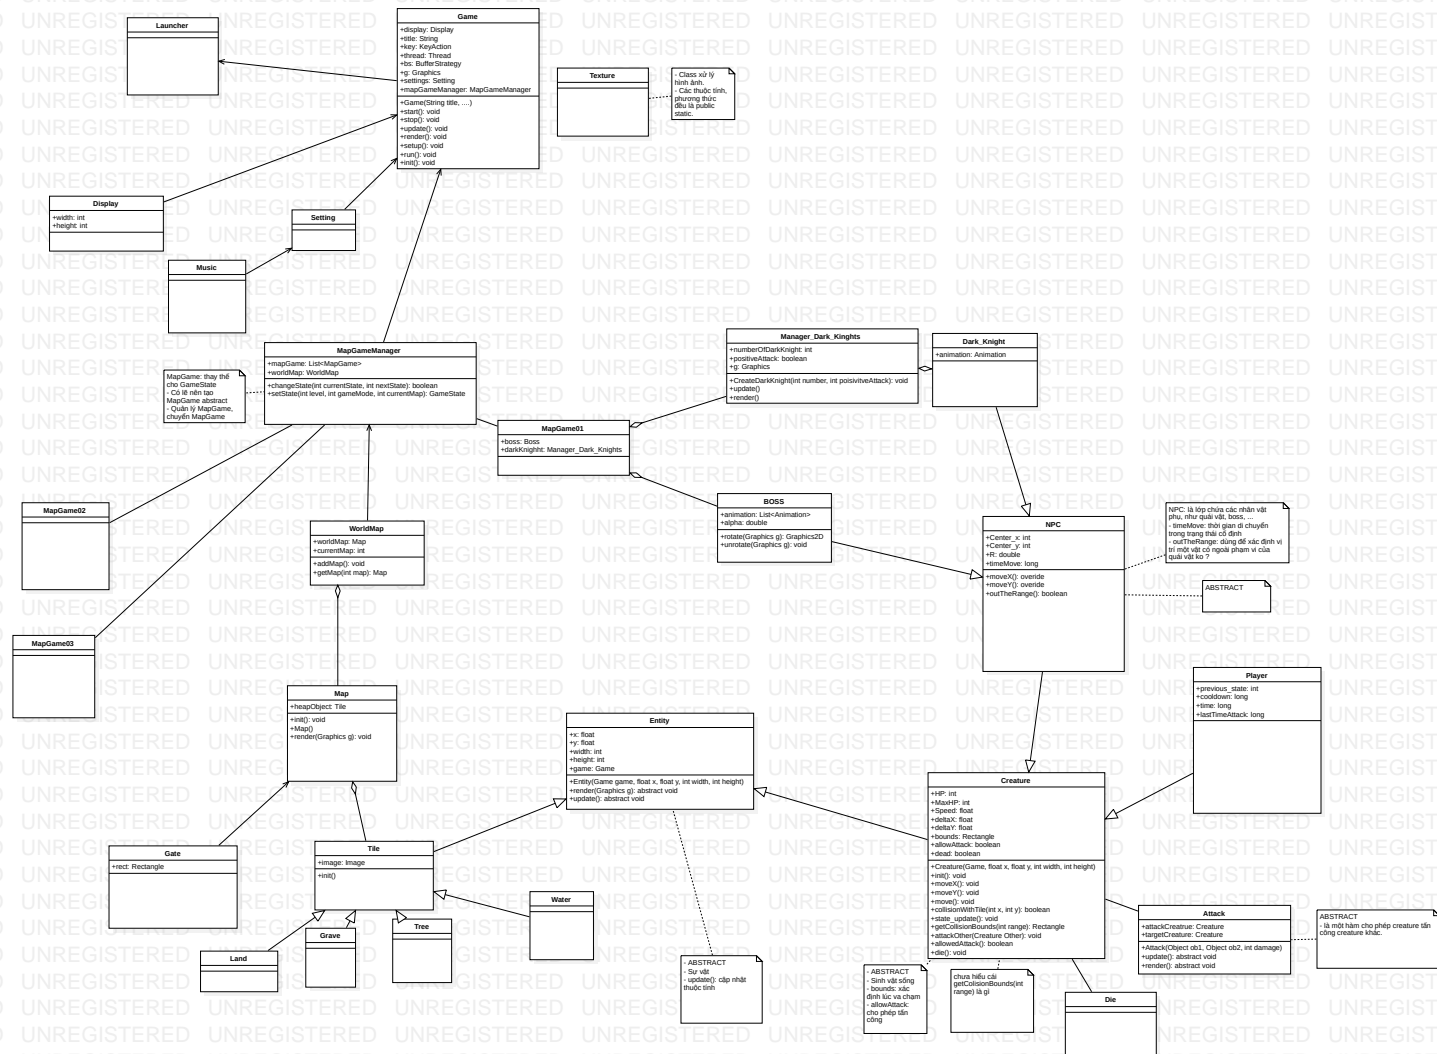 Launcher
Game
+display: Display
+title: String
+key: KeyAction
+thread: Thread
+bs: BufferStrategy
+g: Graphics
+settings: Setting
+mapGameManager: MapGameManager
+Game(String title, ....)
+start(): void
+stop(): void
+update(): void
+render(): void
+setup(): void
+run(): void
+init(): void
Texture
- Class xử lý
hình ảnh.
- Các thuộc tính,
phương thức
đều là public
static.
Display
+width: int
+height: int
Setting
Music
MapGameManager
+mapGame: List<MapGame>
+worldMap: WorldMap
+changeState(int currentState, int nextState): boolean
+setState(int level, int gameMode, int currentMap): GameState
MapGame: thay thế
cho GameState
- Có lẽ nên tạo
MapGame abstract
- Quản lý MapGame,
chuyển MapGame
Manager_Dark_Kinghts
+numberOfDarkKnight: int
+positiveAttack: boolean
+g: Graphics
+CreateDarkKnight(int number, int poisivitveAttack): void
+update()
+render()
Dark_Knight
+animation: Animation
MapGame01
+boss: Boss
+darkKnighht: Manager_Dark_Knights
MapGame02
WorldMap
+worldMap: Map
+currentMap: int
+addMap(): void
+getMap(int map): Map
BOSS
+animation: List<Animation>
+alpha: double
+rotate(Graphics g): Graphics2D
+unrotate(Graphics g): void
NPC
+Center_x: int
+Center_y: int
+R: double
+timeMove: long
+moveX(): overide
+moveY(): overide
+outTheRange(): boolean
NPC: là lớp chứa các nhân vật
phụ, như quái vật, boss, ...
- timeMove: thời gian di chuyển
trong trạng thái cố định
- outTheRange: dùng để xác định vị
trí một vật có ngoài phạm vi của
quái vật ko ?
ABSTRACT
MapGame03
Map
+heapObject: Tile
+init(): void
+Map()
+render(Graphics g): void
Entity
+x: float
+y: float
+width: int
+height: int
+game: Game
+Entity(Game game, float x, float y, int width, int height)
+render(Graphics g): abstract void
+update(): abstract void
Player
+previous_state: int
+cooldown: long
+time: long
+lastTimeAttack: long
Creature
+HP: int
+MaxHP: int
+Speed: float
+deltaX: float
+deltaY: float
+bounds: Rectangle
+allowAttack: boolean
+dead: boolean
+Creature(Game, float x, float y, int width, int height)
+init(): void
+moveX(): void
+moveY(): void
+move(): void
+collisionWithTile(int x, int y): boolean
+state_update(): void
+getCollisionBounds(int range): Rectangle
+attackOther(Creature Other): void
+allowedAttack(): boolean
+die(): void
Gate
+rect: Rectangle
Tile
+image: Image
+init()
Water
Tree
Grave
Land
Attack
+attackCreatrue: Creature
+targetCreature: Creature
+Attack(Object ob1, Object ob2, int damage)
+update(): abstract void
+render(): abstract void
ABSTRACT
- là một hàm cho phép creature tấn
công creature khác.
- ABSTRACT
- Sự vật
- update(): cập nhật
thuộc tính
- ABSTRACT
- Sinh vật sống
- bounds: xác
định lúc va chạm
- allowAttack:
cho phép tấn
công
chưa hiểu cái
getColisionBounds(int
range) là gì
Die
UNREGISTERED